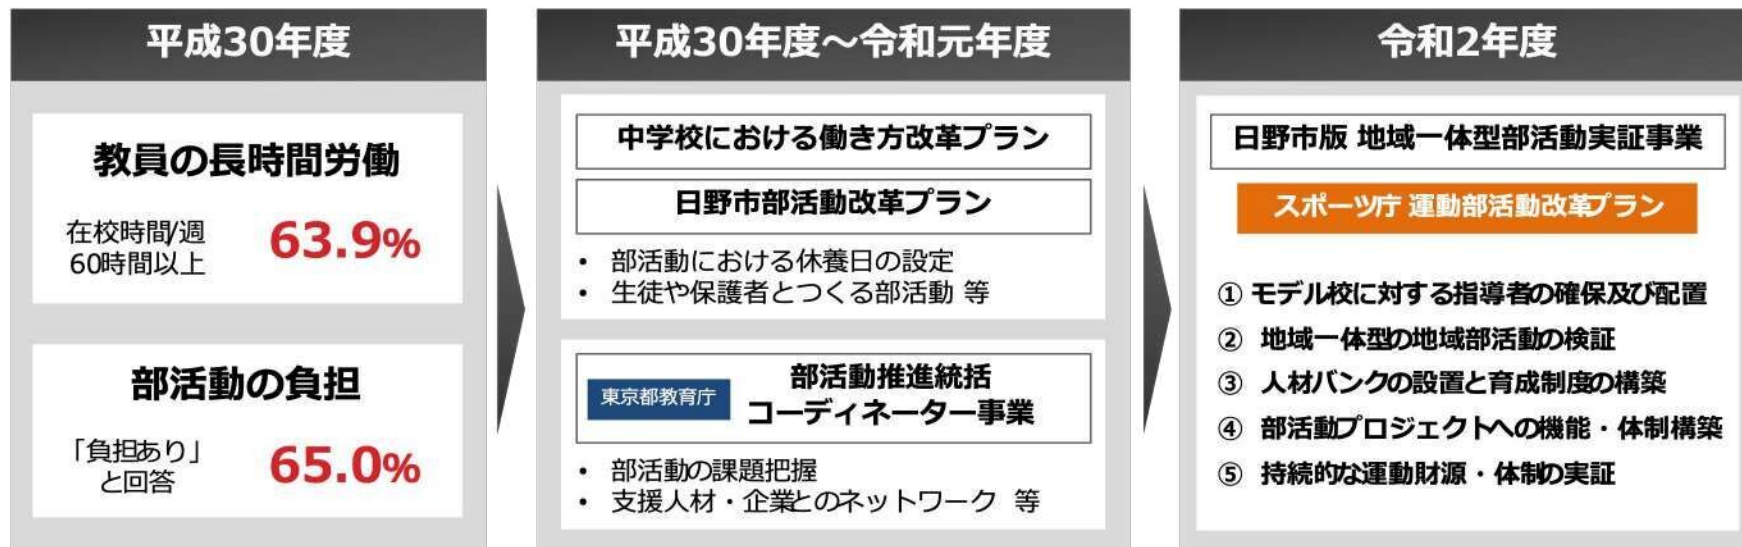 平成30年度
教員の長時間労働
在校時間/週
60時間以上
63.9%
部活動の負担
「負担あり」
と回答
65.0%
平成30年度～令和元年度
中学校における働き方改革プラン
日野市部活動改革プラン
• 部活動における休養日の設定
• 生徒や保護者とつくる部活動 等
東京都教育庁
部活動推進統括
コーディネーター事業
• 部活動の課題把握
• 支援人材・企業とのネットワーク 等
令和2年度
日野市版 地域一体型部活動実証事業
スポーツ庁 運動部活動改革プラン
① モデル校に対する指導者の確保及び配置
② 地域一体型の地域部活動の検証
③ 人材バンクの設置と育成制度の構築
④ 部活動プロジェクトへの機能・体制構築
⑤ 持続的な運動財源・体制の実証